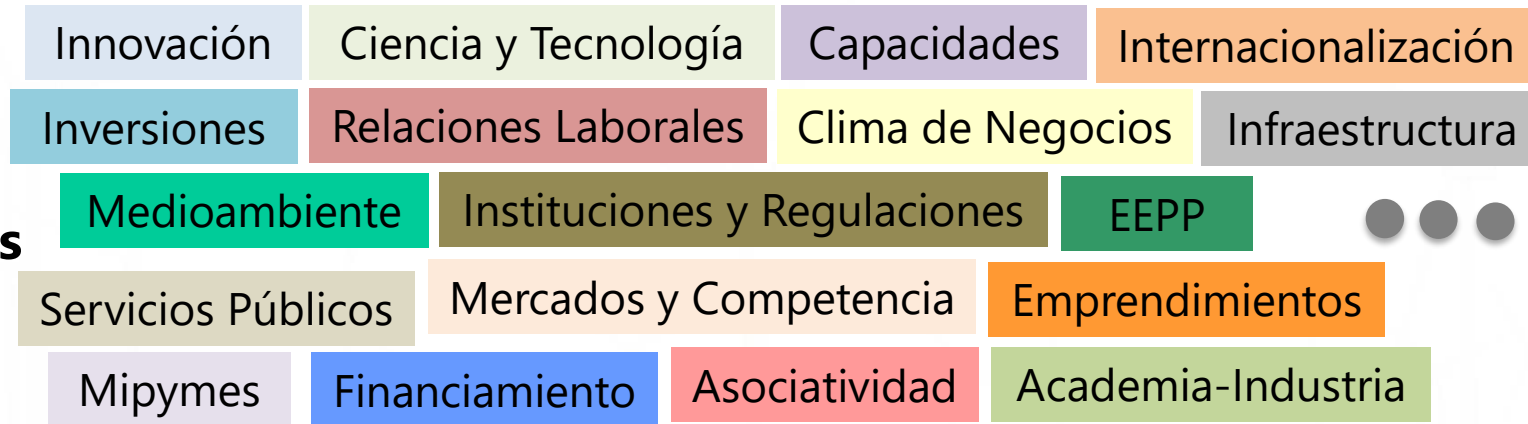 Innovación Ciencia y Tecnología Capacidades Internacionalización
Inversiones Relaciones Laborales Clima de Negocios Infraestructura
Medioambiente Instituciones y Regulaciones EEPP
s
Servicios Públicos Mercados y Competencia Emprendimientos
Mipymes Financiamiento Asociatividad Academia-Industria